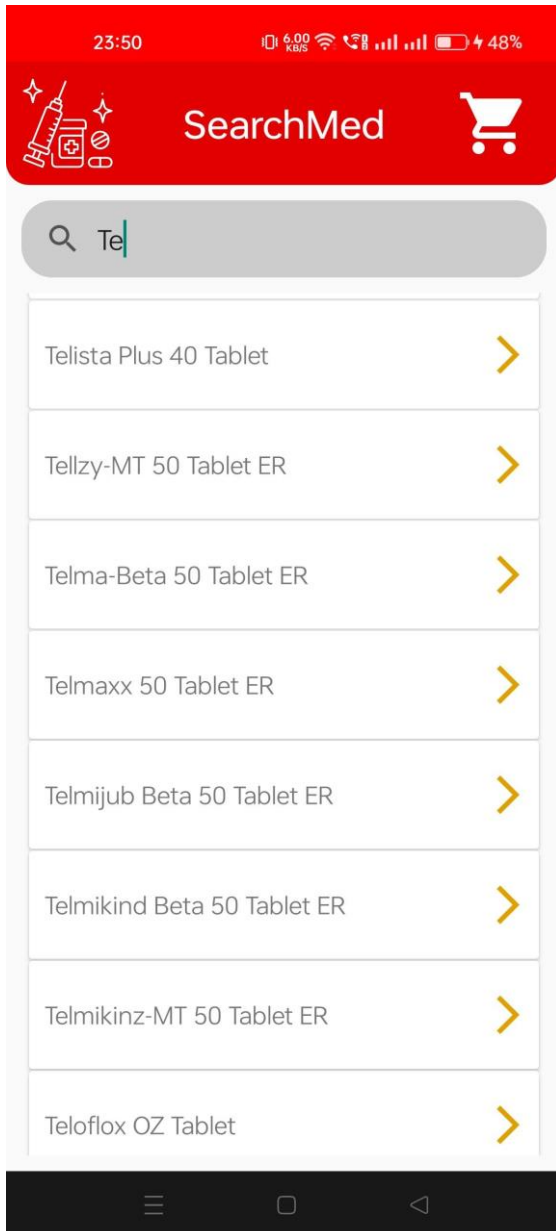 23:50
6.00 KB/S
48%
SearchMed
Te
Telista Plus 40 Tablet
Tellzy-MT 50 Tablet ER
Telma-Beta 50 Tablet ER
Telmaxx 50 Tablet ER
Telmijub Beta 50 Tablet ER
Telmikind Beta 50 Tablet ER
Telmikinz-MT 50 Tablet ER
Teloflox OZ Tablet